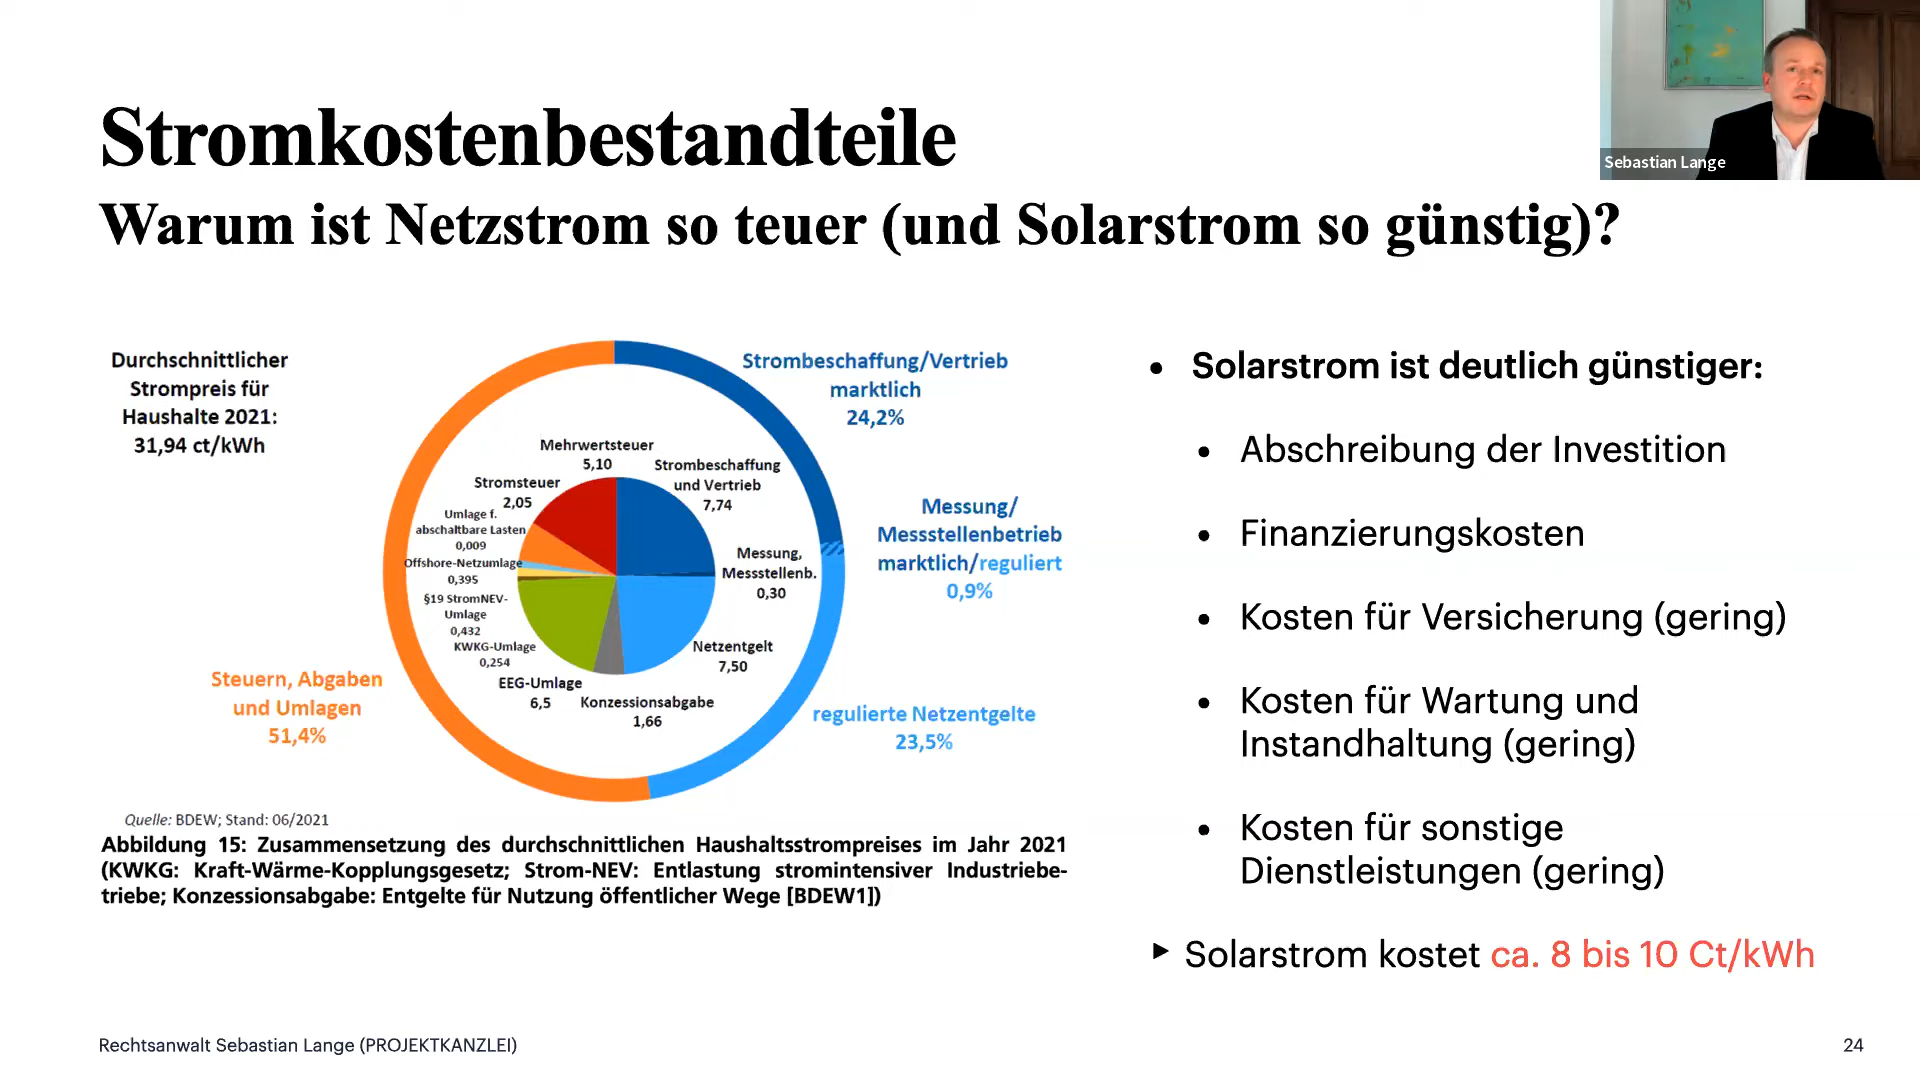 Sebastian Lange
Stromkostenbestandteile
Warum ist Netzstrom so teuer (und Solarstrom so günstig)?
Durchschnittlicher
Strompreis für
Haushalte 2021:
31,94 ct/kWh
Strombeschaffung/Vertrieb
marktlich
24,2%
Mehrwertsteuer
5,10
Strombeschaffung
und Vertrieb
7,74
Stromsteuer
2,05
Umlage f.
abschaltbare Lasten
0,009
Offshore-Netzumlage
0,395
§19 StromNEV-
Umlage
0,432
KWKG-Umlage
0,254
EEG-Umlage
6,5
Konzessionsabgabe
1,66
Netzentgelt
7,50
Messung,
Messstellenb.
0,30
Messung/
Messstellenbetrieb
marktlich/reguliert
0,9%
Steuern, Abgaben
und Umlagen
51,4%
regulierte Netzentgelte
23,5%
Quelle: BDEW; Stand: 06/2021
Abbildung 15: Zusammensetzung des durchschnittlichen Haushaltsstrompreises im Jahr 2021
(KWKG: Kraft-Wärme-Kopplungsgesetz; Strom-NEV: Entlastung stromintensiver Industriebe-
triebe; Konzessionsabgabe: Entgelte für Nutzung öffentlicher Wege [BDEW1])
• Solarstrom ist deutlich günstiger:
• Abschreibung der Investition
• Finanzierungskosten
• Kosten für Versicherung (gering)
• Kosten für Wartung und
Instandhaltung (gering)
• Kosten für sonstige
Dienstleistungen (gering)
▶ Solarstrom kostet ca. 8 bis 10 Ct/kWh
Rechtsanwalt Sebastian Lange (PROJEKTKANZLEI)
24